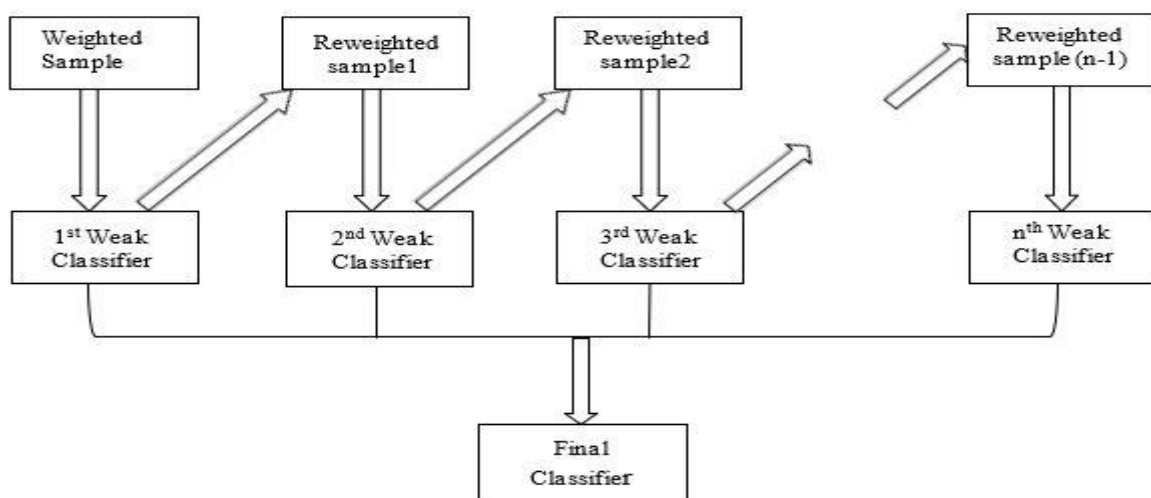 Weighted
Sample
Reweighted
sample1
Reweighted
sample2
Reweighted
sample (n-1)
1st Weak
Classifier
2nd Weak
Classifier
3rd Weak
Classifier
nth Weak
Classifier
Final
Classifier